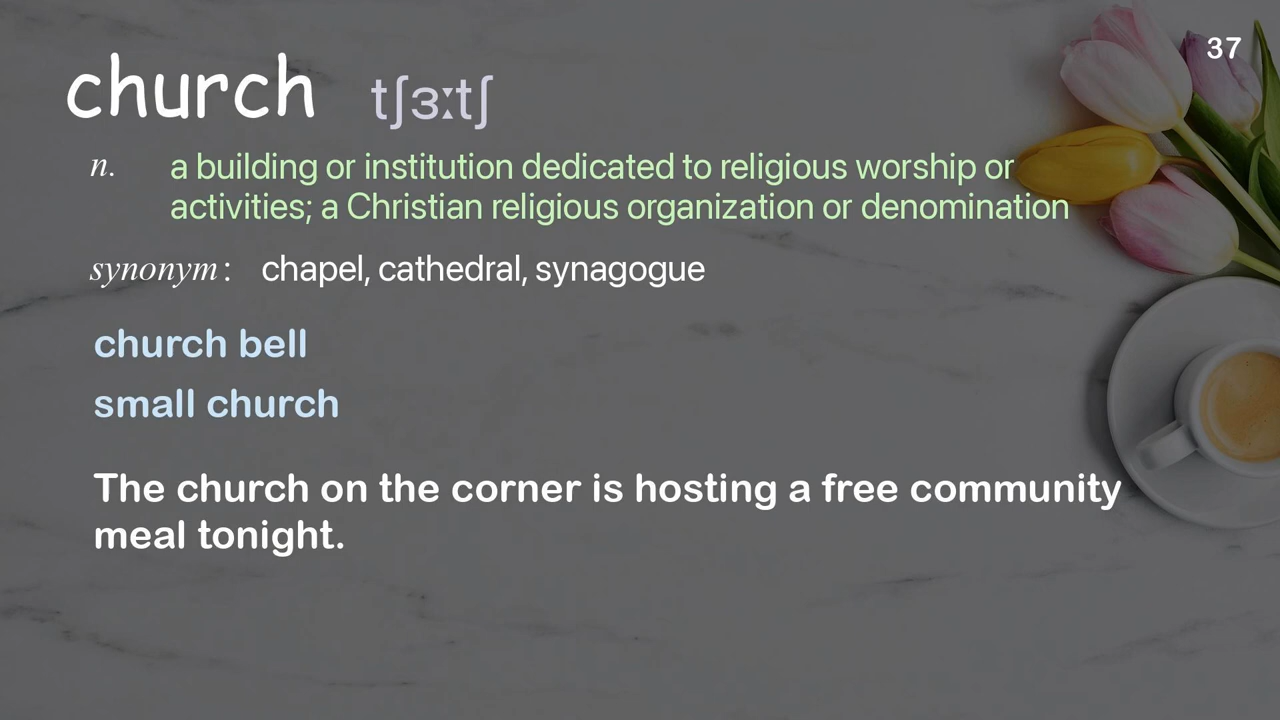 37
church tʃɜːtʃ
n. a building or institution dedicated to religious worship or
activities; a Christian religious organization or denomination
synonym: chapel, cathedral, synagogue
church bell
small church
The church on the corner is hosting a free community
meal tonight.